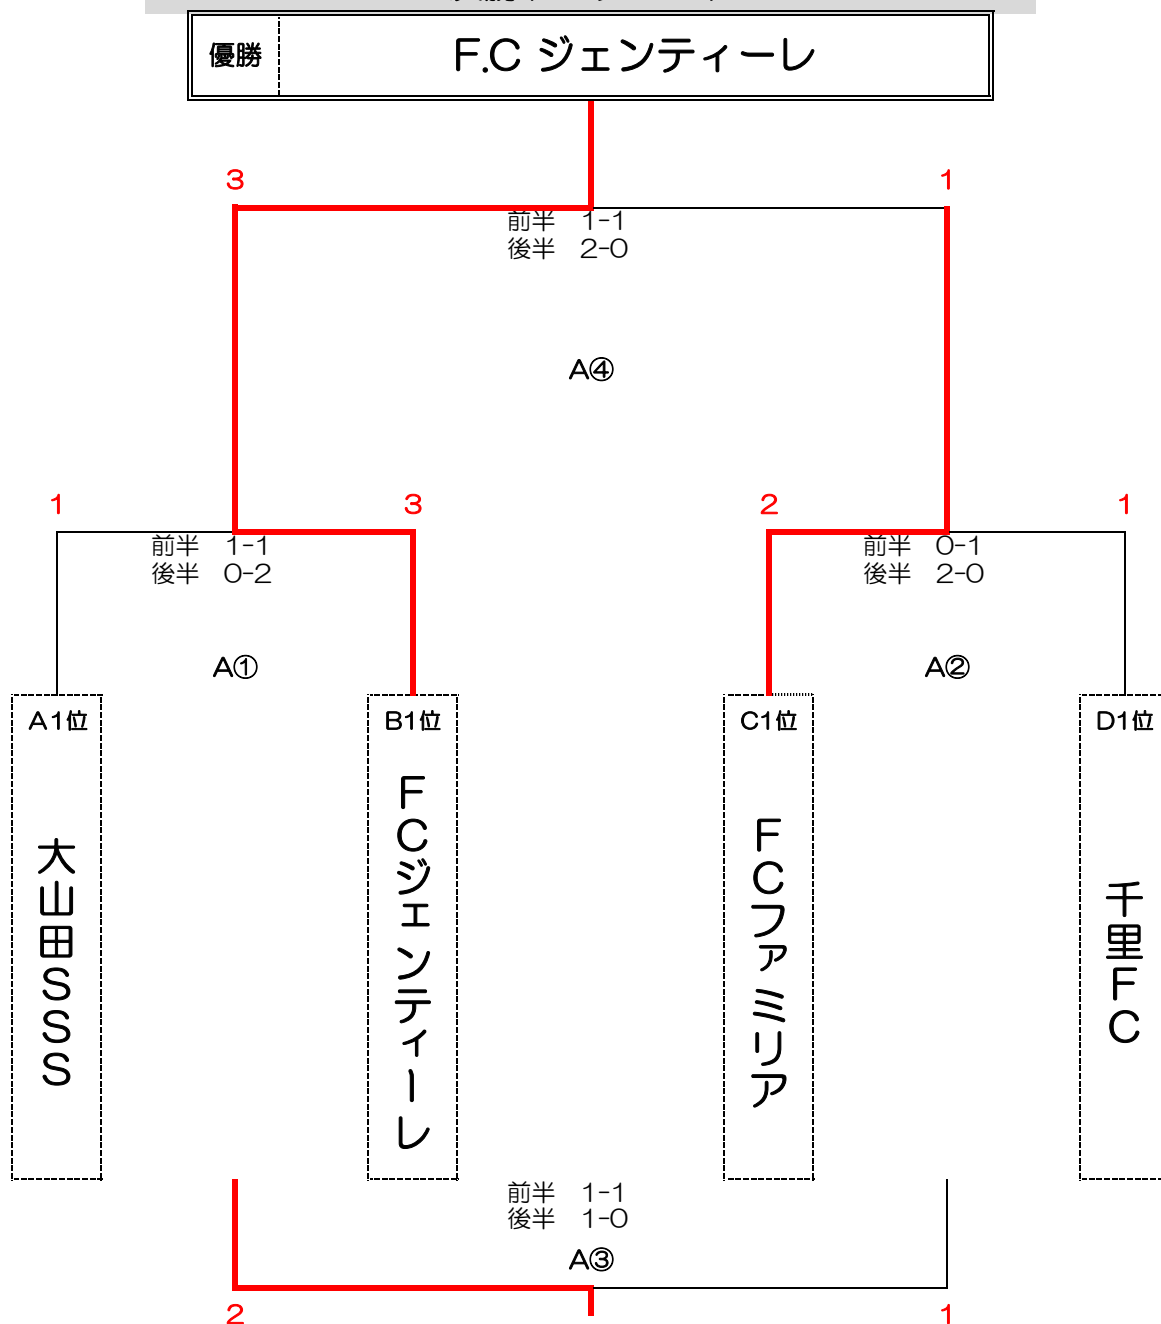 優勝
F.C ジェンティーレ
3
1
前半 1-1
後半 2-0
A④
1
3
2
1
前半 1-1
後半 0-2
前半 0-1
後半 2-0
A①
A②
A1位
B1位
C1位
D1位
大山田SSS
FCジェンティーレ
FCファミリア
千里FC
前半 1-1
後半 1-0
A③
2
1